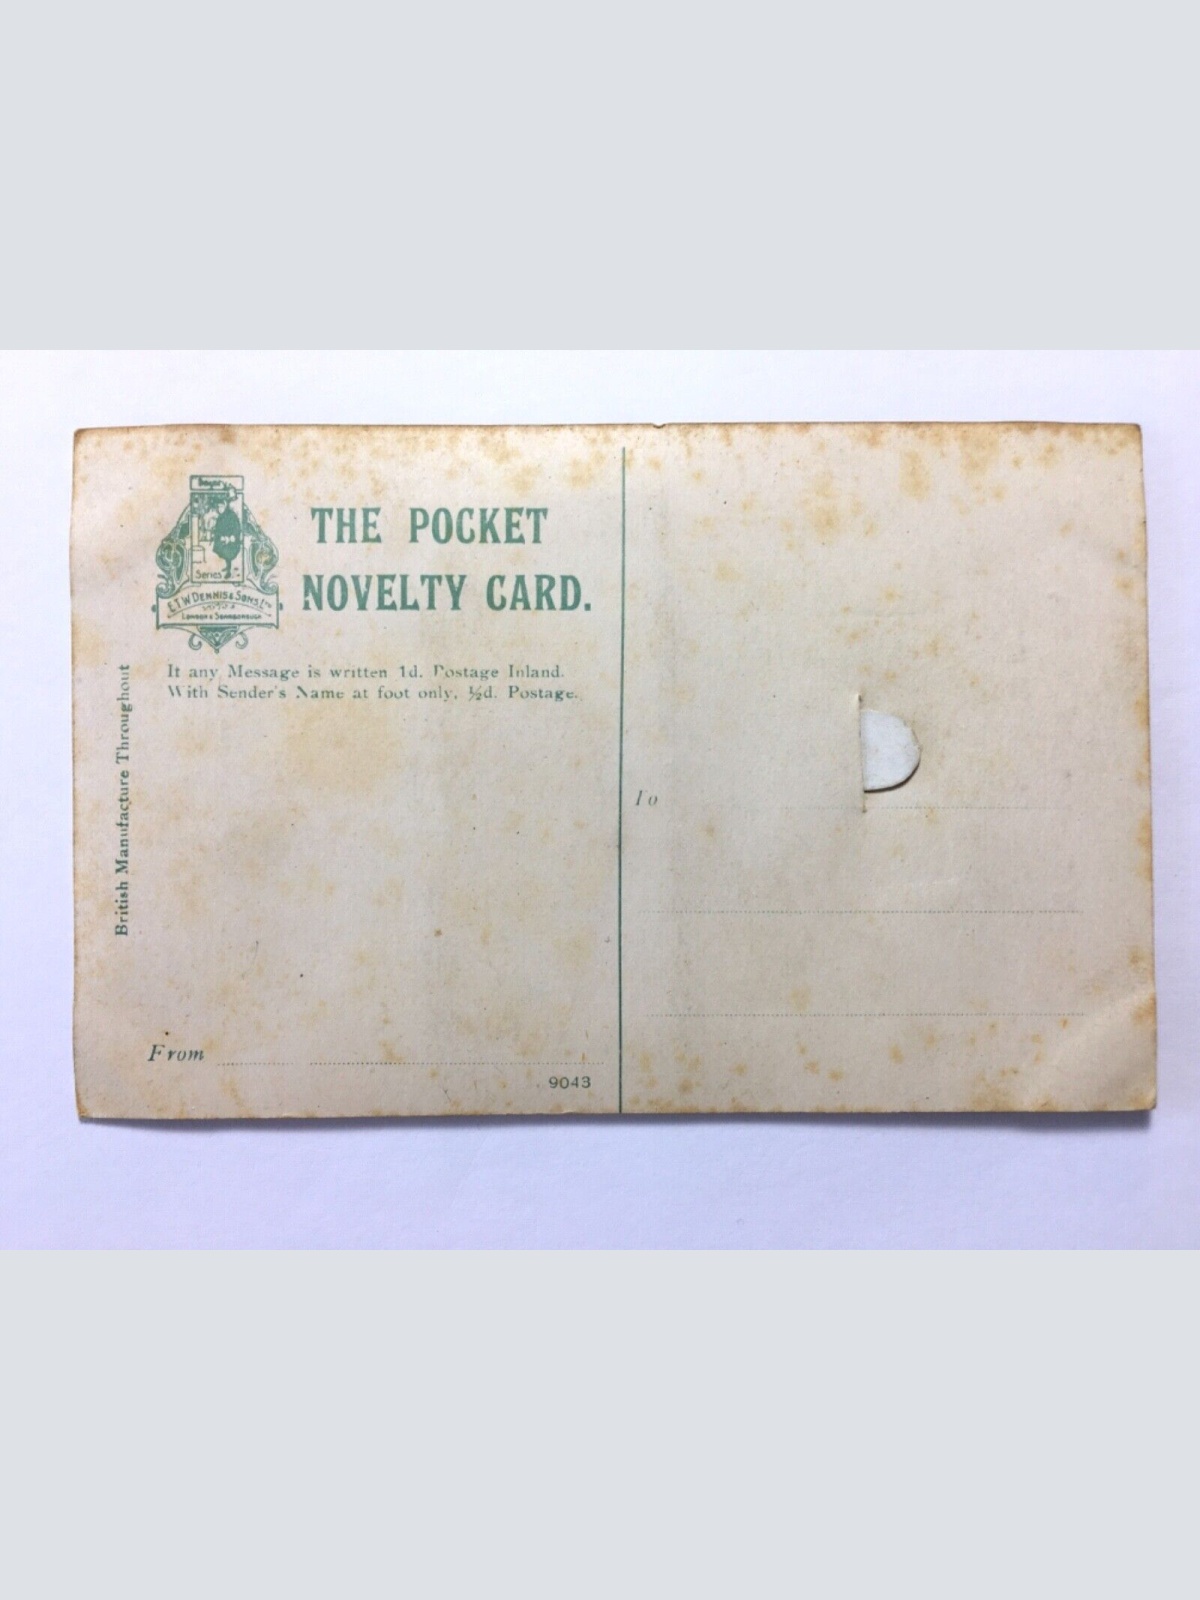 Series
E.T.W. DENNIS & SONS, LTD
LONDON & SCARBOROUGH
THE POCKET
NOVELTY CARD.
If any Message is written 1d. Postage Inland.
With Sender's Name at foot only, ½d. Postage.
British Manufacture Throughout
From
9043
To